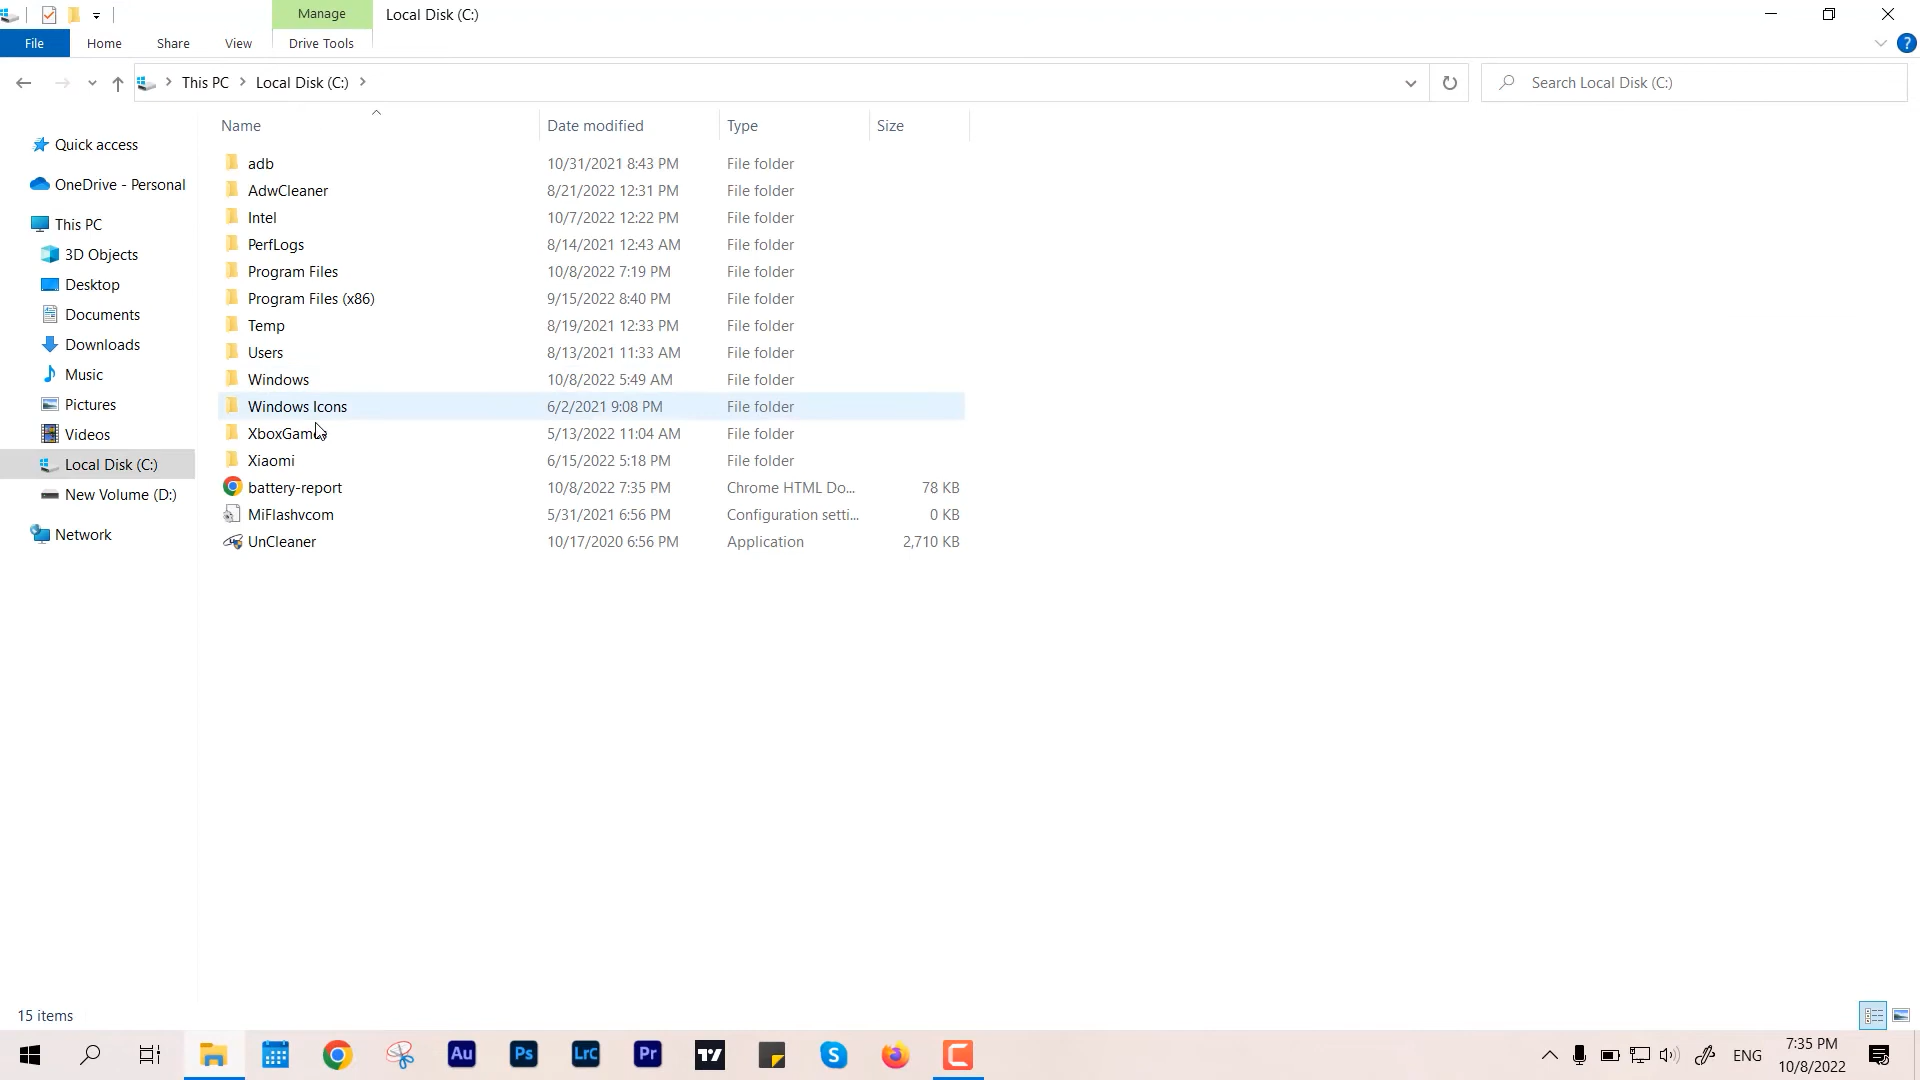 Manage
Local Disk (C:)
File
Home
Share
View
Drive Tools
?
This PC
Local Disk (C:)
Search Local Disk (C:)
Name
Date modified
Type
Size
Quick access
OneDrive - Personal
This PC
3D Objects
Desktop
Documents
Downloads
Music
Pictures
Videos
Local Disk (C:)
New Volume (D:)
Network
adb 10/31/2021 8:43 PM File folder
AdwCleaner 8/21/2022 12:31 PM File folder
Intel 10/7/2022 12:22 PM File folder
PerfLogs 8/14/2021 12:43 AM File folder
Program Files 10/8/2022 7:19 PM File folder
Program Files (x86) 9/15/2022 8:40 PM File folder
Temp 8/19/2021 12:33 PM File folder
Users 8/13/2021 11:33 AM File folder
Windows 10/8/2022 5:49 AM File folder
Windows Icons 6/2/2021 9:08 PM File folder
5/13/2022 11:04 AM File folder
Xiaomi 6/15/2022 5:18 PM File folder
battery-report 10/8/2022 7:35 PM Chrome HTML Do... 78 KB
MiFlashvcom 5/31/2021 6:56 PM Configuration setti... 0 KB
UnCleaner 10/17/2020 6:56 PM Application 2,710 KB
15 items
Au
Ps
LrC
Pr
S
ENG
7:35 PM
10/8/2022